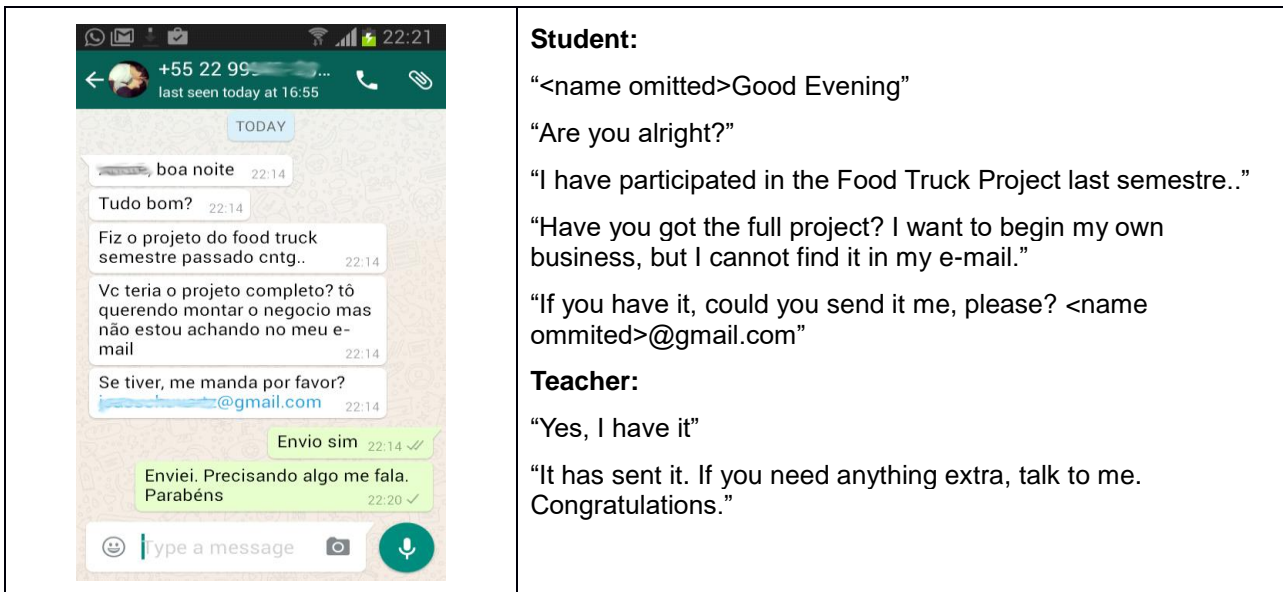 22:21
+55 22 99
last seen today at 16:55
TODAY
, boa noite 22:14
Tudo bom? 22:14
Fiz o projeto do food truck
semestre passado cntg.. 22:14
Vc teria o projeto completo? tô
querendo montar o negocio mas
não estou achando no meu e-
mail 22:14
Se tiver, me manda por favor?
@gmail.com 22:14
Envio sim 22:14
Enviei. Precisando algo me fala.
Parabéns 22:20
Type a message
Student:
“<name omitted>Good Evening”
“Are you alright?”
“I have participated in the Food Truck Project last semestre..”
“Have you got the full project? I want to begin my own
business, but I cannot find it in my e-mail.”
“If you have it, could you send it me, please? <name
ommited>@gmail.com”
Teacher:
“Yes, I have it”
“It has sent it. If you need anything extra, talk to me.
Congratulations.”